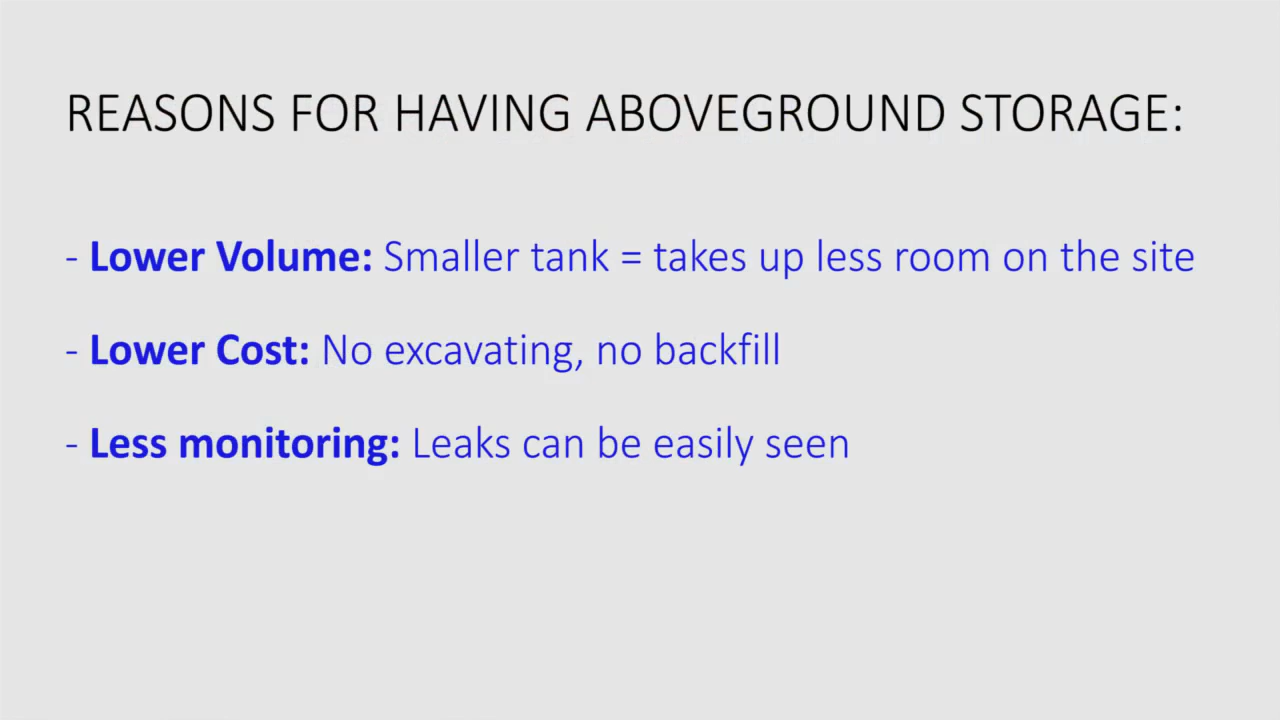 REASONS FOR HAVING ABOVEGROUND STORAGE:
- Lower Volume: Smaller tank = takes up less room on the site
- Lower Cost: No excavating, no backfill
- Less monitoring: Leaks can be easily seen